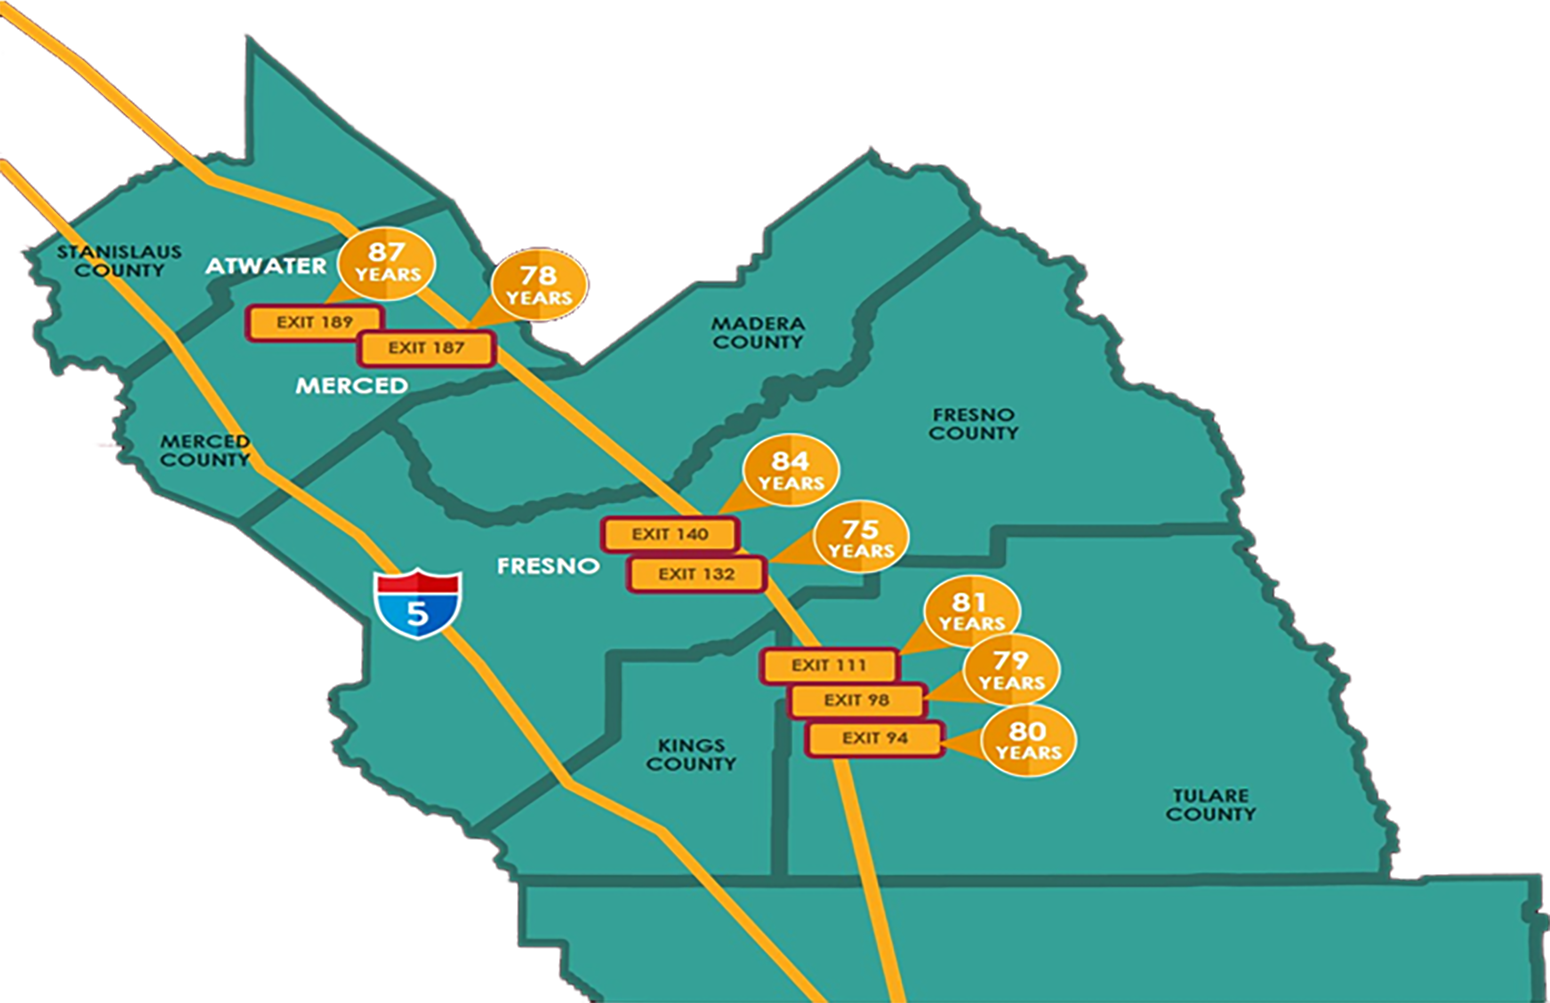 STANISLAUS
COUNTY
ATWATER
87
YEARS
78
YEARS
EXIT 189
EXIT 187
MERCED
MADERA
COUNTY
MERCED
COUNTY
FRESNO
COUNTY
84
YEARS
EXIT 140
75
YEARS
FRESNO
EXIT 132
5
81
YEARS
EXIT 111
79
YEARS
EXIT 98
80
YEARS
EXIT 94
KINGS
COUNTY
TULARE
COUNTY